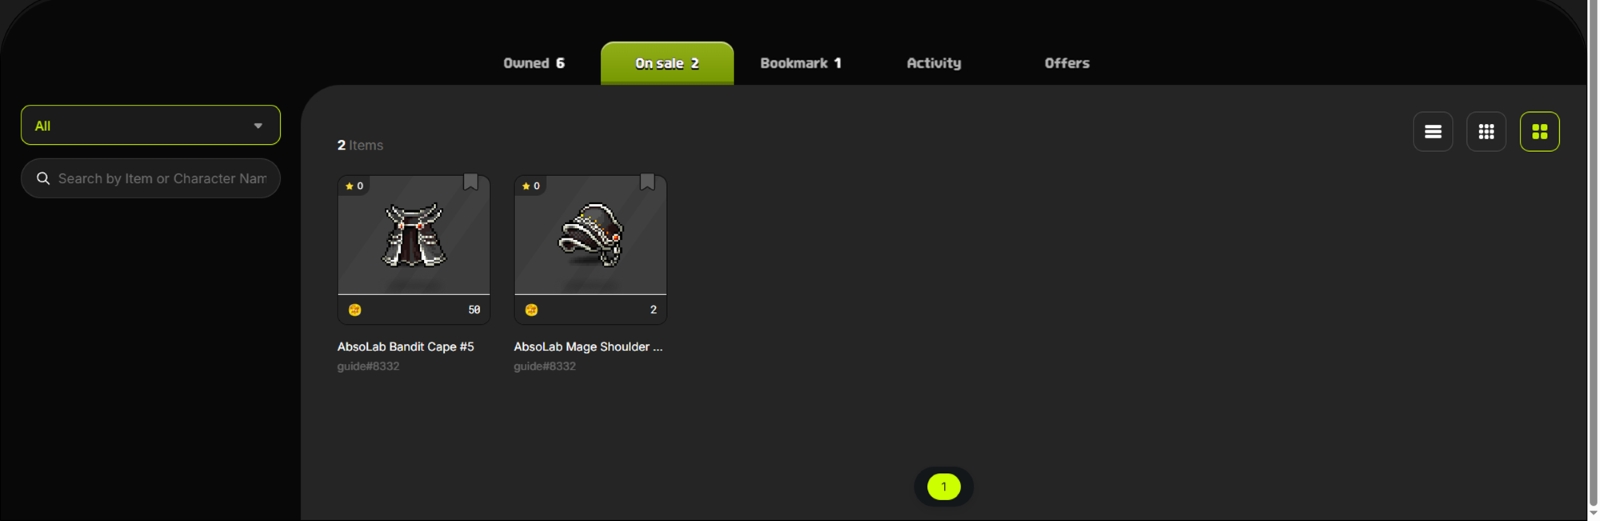 Owned 6
On sale 2
Bookmark 1
Activity
Offers
All
Search by Item or Character Nam
2 Items
0
0
50
2
AbsoLab Bandit Cape #5
AbsoLab Mage Shoulder ...
guide#8332
guide#8332
1